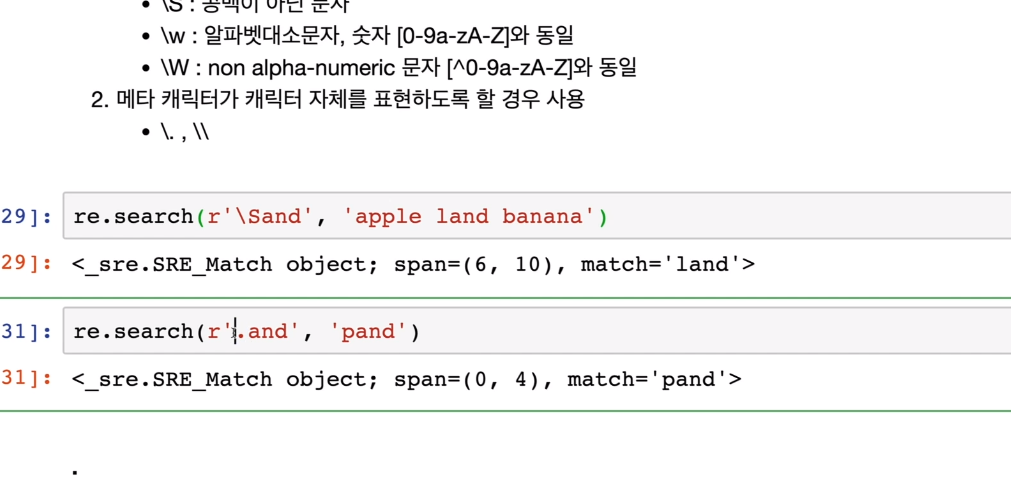 • \S : 공백이 아닌 문자
• \w : 알파벳대소문자, 숫자 [0-9a-zA-Z]와 동일
• \W : non alpha-numeric 문자 [^0-9a-zA-Z]와 동일
2. 메타 캐릭터가 캐릭터 자체를 표현하도록 할 경우 사용
• \. , \\
29]: re.search(r'\Sand', 'apple land banana')
29]: <_sre.SRE_Match object; span=(6, 10), match='land'>
31]: re.search(r'.and', 'pand')
31]: <_sre.SRE_Match object; span=(0, 4), match='pand'>
.